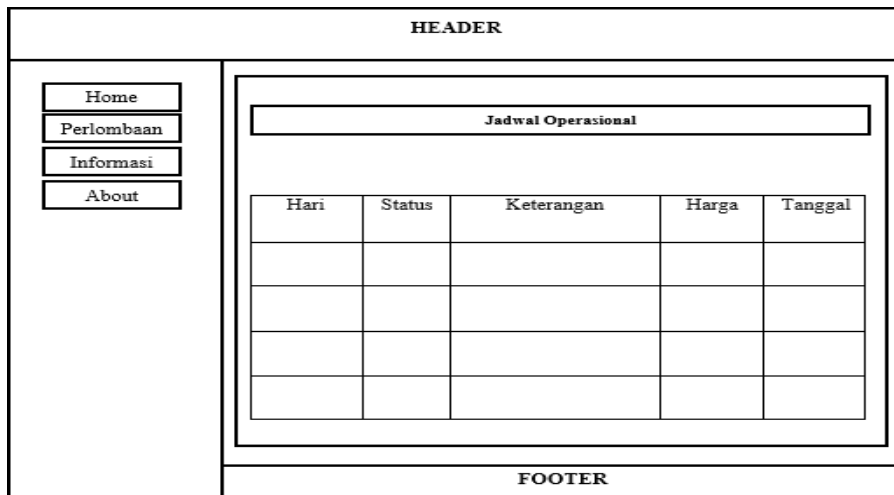 HEADER
Home
Perlombaan
Informasi
About
Jadwal Operasional
Hari Status Keterangan Harga Tanggal
FOOTER